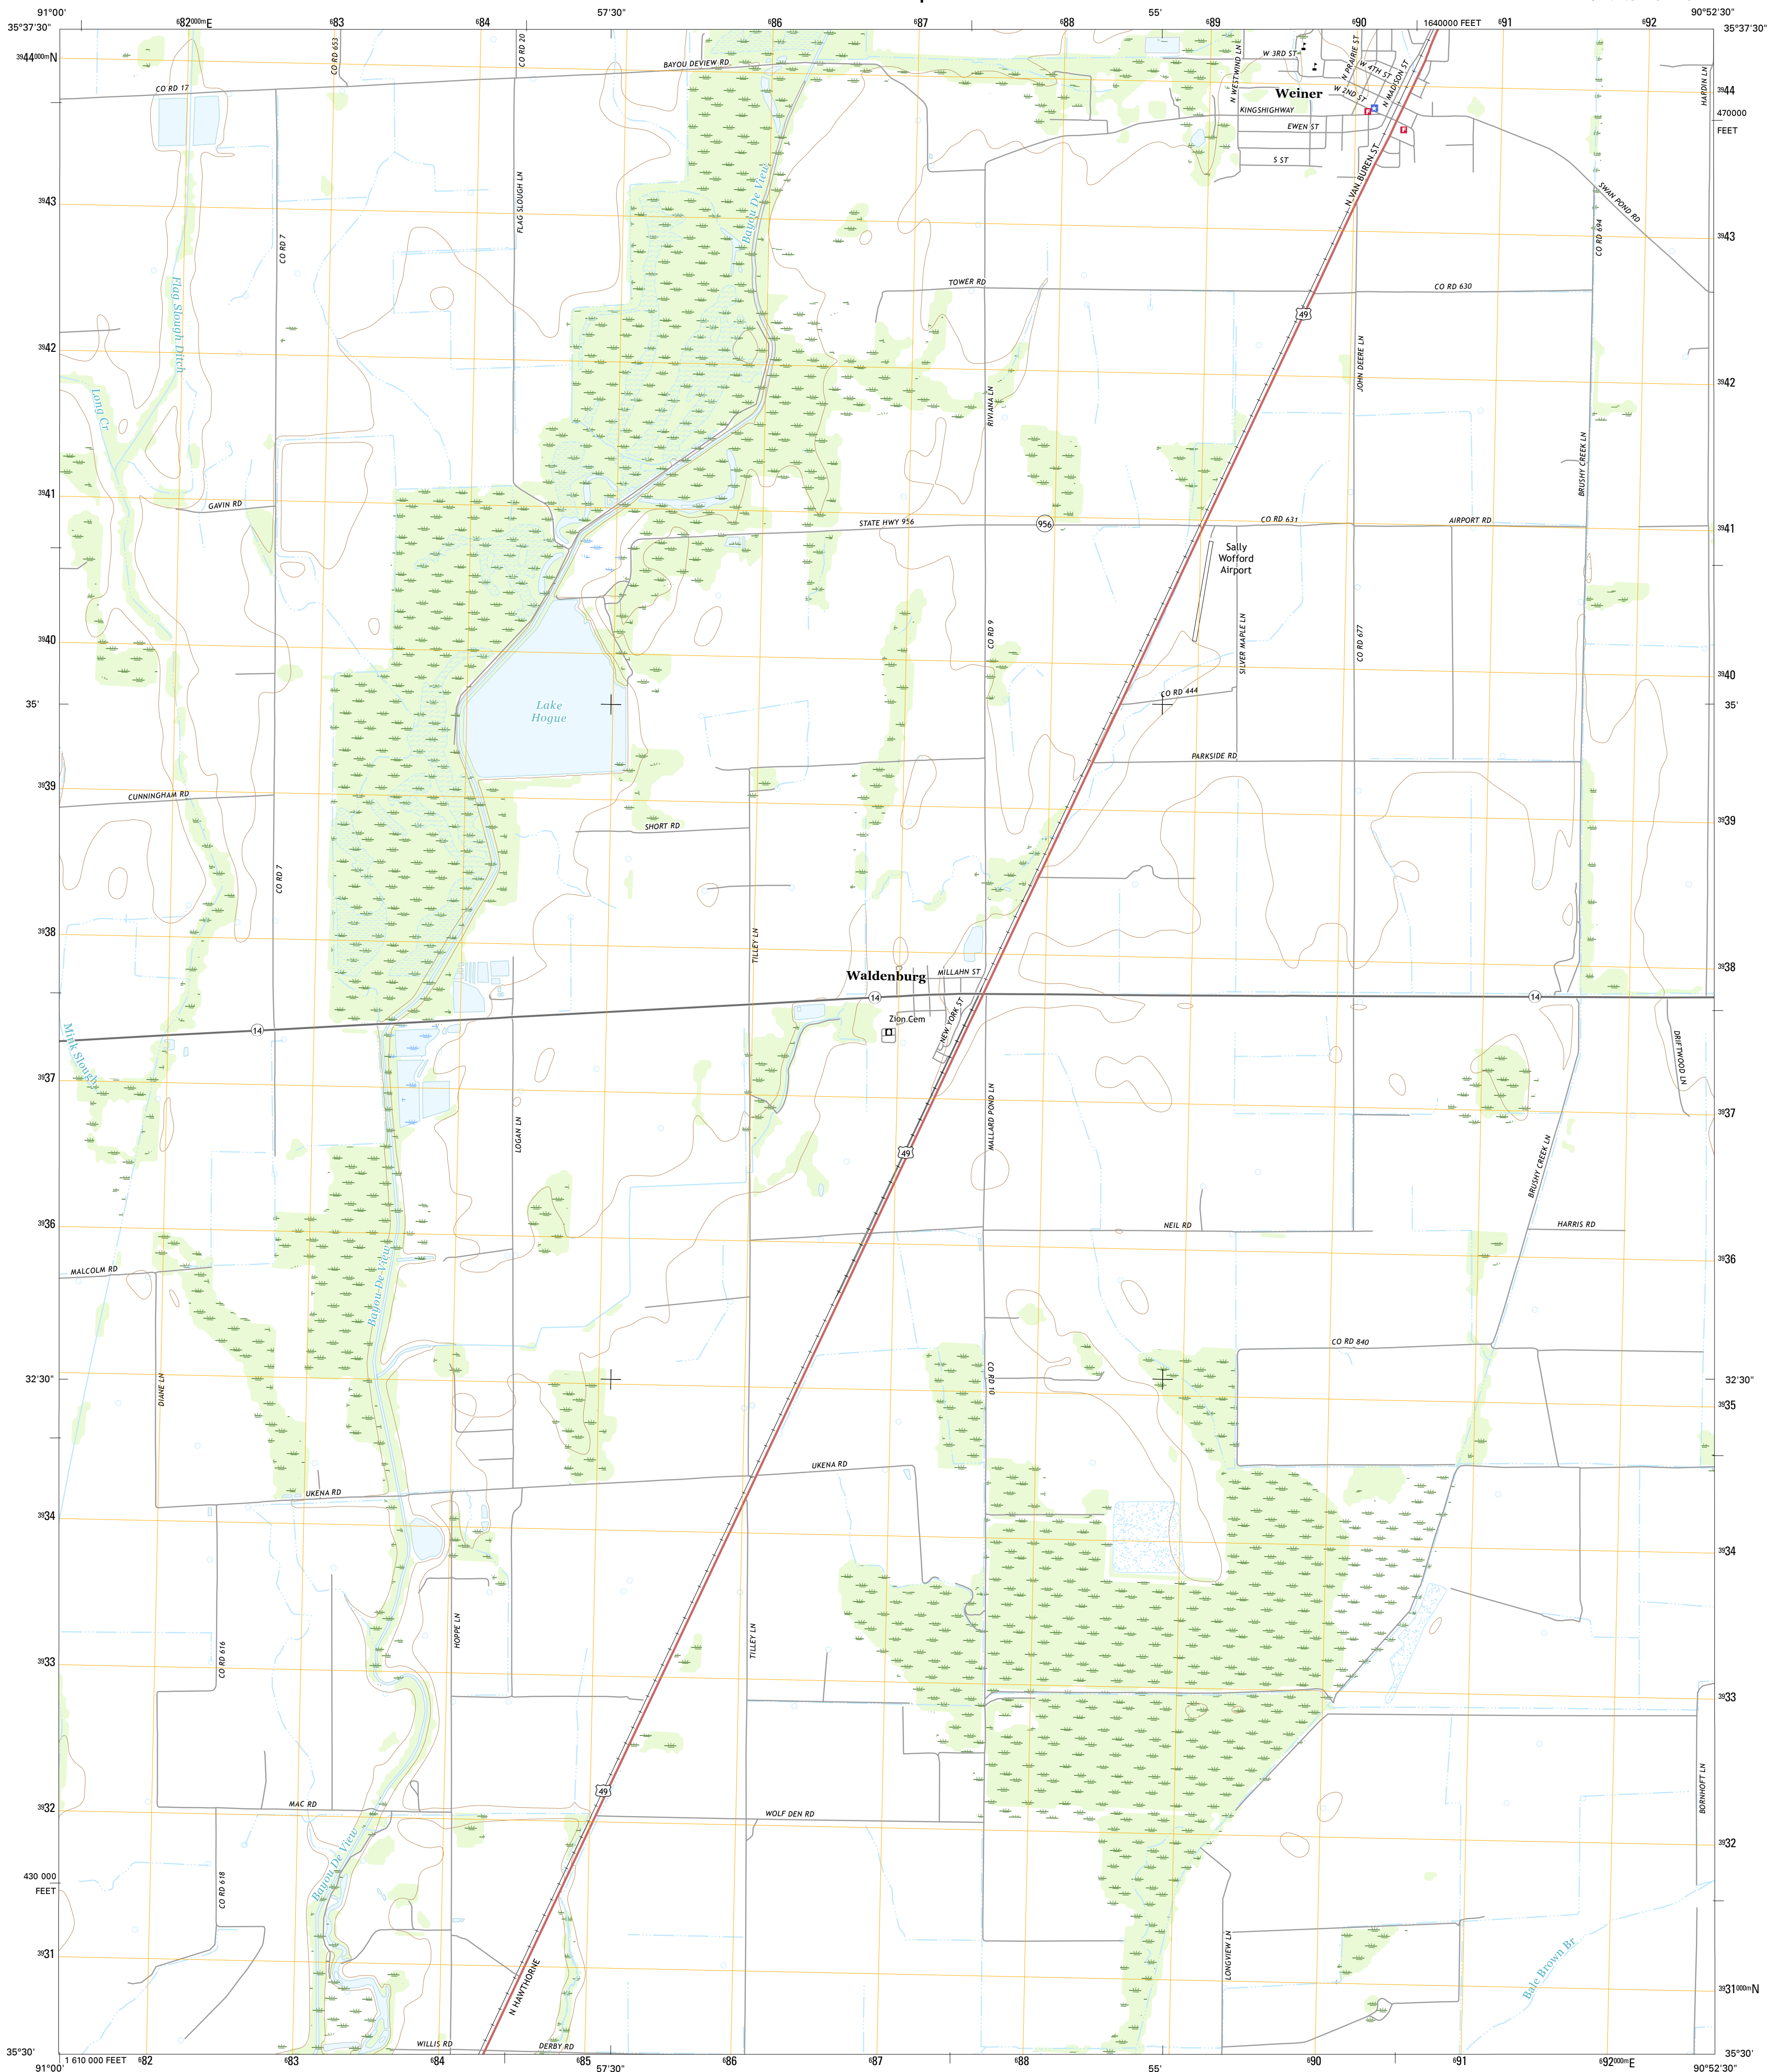 91°00'
⁶82⁰⁰⁰ᵐE
⁶83
⁶84
57'30"
⁶86
⁶87
⁶88
55'
⁶89
⁶90
1640000 FEET
⁶91
⁶92
90°52'30"
35°37'30"
35°37'30"
³⁹44⁰⁰⁰ᵐN
CO RD 653
CO RD 20
BAYOU DEVIEW RD
CO RD 17
N WESTWIND LN
W 3RD ST
N PRAIRIE ST
W 4TH ST
N MADISON ST
W 2ND ST
Weiner
KINGSHIGHWAY
EWEN ST
S ST
HARDIN LN
³⁹44
470000
FEET
FLAG SLOUGH LN
Bayou De View
N VAN BUREN ST
SWAN POND RD
³⁹43
³⁹43
CO RD 7
CO RD 694
Flag Slough Ditch
TOWER RD
CO RD 630
49
³⁹42
³⁹42
Long Cr
RIVIANA LN
JOHN DEERE LN
BRUSHY CREEK LN
³⁹41
³⁹41
GAVIN RD
STATE HWY 956
956
CO RD 631
AIRPORT RD
Sally
Wofford
Airport
³⁹40
³⁹40
CO RD 9
SILVER MAPLE LN
CO RD 677
CO RD 444
35'
35'
Lake
Hogue
PARKSIDE RD
³⁹39
³⁹39
CUNNINGHAM RD
SHORT RD
CO RD 7
³⁹38
³⁹38
TILLEY LN
Waldenburg
MILLAHN ST
14
14
14
Zion Cem
NEW YORK ST
Mink Slough
DRIFTWOOD LN
³⁹37
³⁹37
LOGAN LN
MALLARD POND LN
49
BRUSHY CREEK LN
³⁹36
³⁹36
NEIL RD
HARRIS RD
MALCOLM RD
Bayou De View
CO RD 840
32'30"
32'30"
DIANE LN
CO RD 10
³⁹35
UKENA RD
UKENA RD
³⁹34
³⁹34
CO RD 616
HOPPE LN
TILLEY LN
³⁹33
³⁹33
49
BORNHOFT LN
³⁹32
³⁹32
MAC RD
WOLF DEN RD
Bayou De View
430 000
FEET
CO RD 618
³⁹31
³⁹31⁰⁰⁰ᵐN
N HAWTHORNE
LONGVIEW LN
Bale Brown Br
WILLIS RD
DERBY RD
35°30'
35°30'
1 610 000 FEET
⁶82
⁶83
⁶84
⁶85
⁶86
⁶87
⁶88
⁶90
⁶91
⁶92⁰⁰⁰ᵐE
91°00'
57'30"
55'
90°52'30"